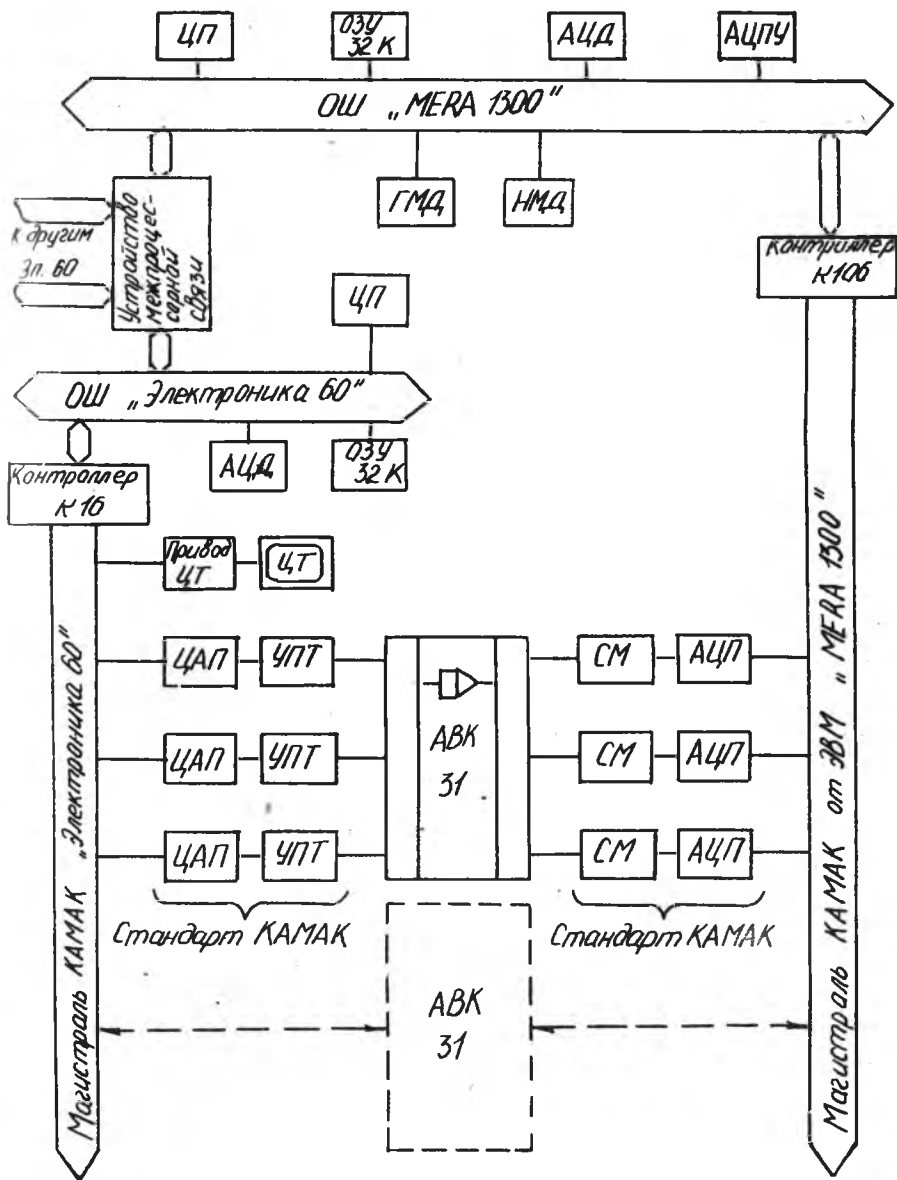 ЦП
ОЗУ
32 К
АЦД
АЦПУ
ОШ „MERA 1300"
ГМД
НМД
Устройство
межпроцес-
сорной
связи
к другим
Эл. 60
Контроллер
К 106
ЦП
ОШ „Электроника 60"
АЦД
ОЗУ
32 К
Контроллер
К 16
Привод
ЦТ
ЦТ
ЦАП
УПТ
СМ
АЦП
АВК
31
ЦАП
УПТ
СМ
АЦП
ЦАП
УПТ
СМ
АЦП
Стандарт КАМАК
Стандарт КАМАК
АВК
31
Магистраль КАМАК „Электроника 60"
Магистраль КАМАК от ЭВМ „MERA 1300"